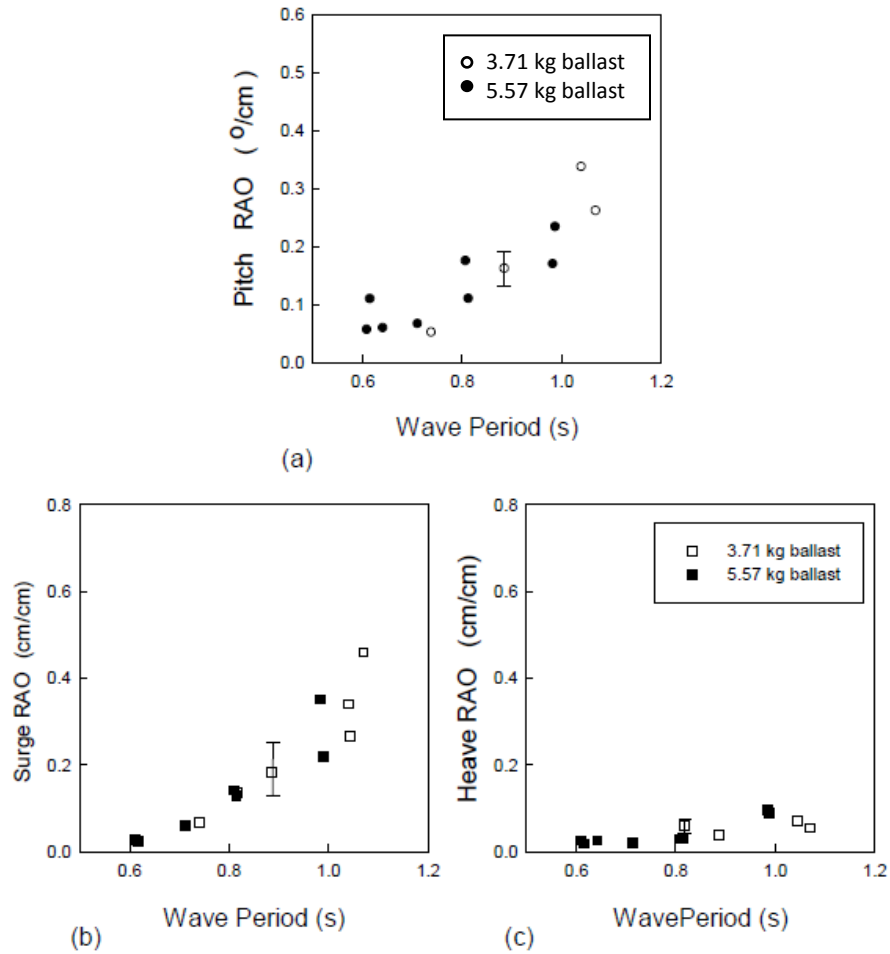 0.6
0.5
0.4
0.3
0.2
0.1
0.0
Pitch RAO (º/cm)
3.71 kg ballast
5.57 kg ballast
0.6 0.8 1.0 1.2
Wave Period (s)
(a)
0.8
0.6
0.4
0.2
0.0
Surge RAO (cm/cm)
0.6 0.8 1.0 1.2
Wave Period (s)
(b)
0.8
0.6
0.4
0.2
0.0
Heave RAO (cm/cm)
3.71 kg ballast
5.57 kg ballast
0.6 0.8 1.0 1.2
WavePeriod (s)
(c)